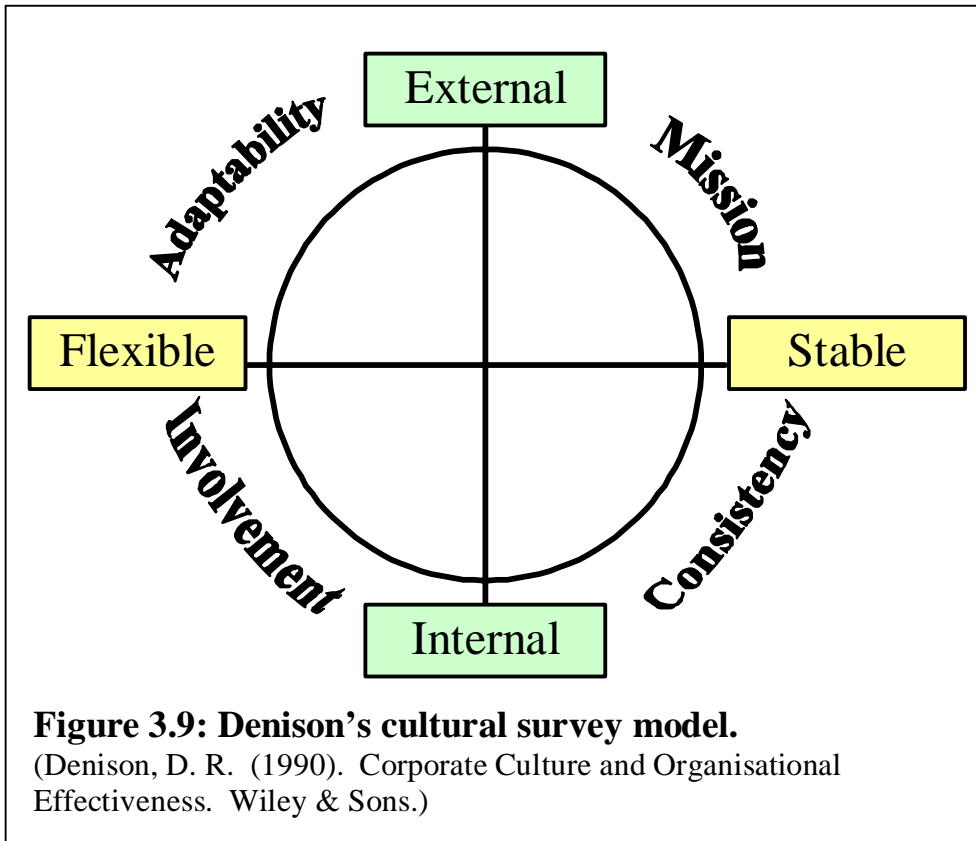 External
Adaptability
Mission
Flexible
Stable
Involvement
Consistency
Internal
Figure 3.9: Denison’s cultural survey model.
(Denison, D. R.  (1990).  Corporate Culture and Organisational
Effectiveness.  Wiley & Sons.)